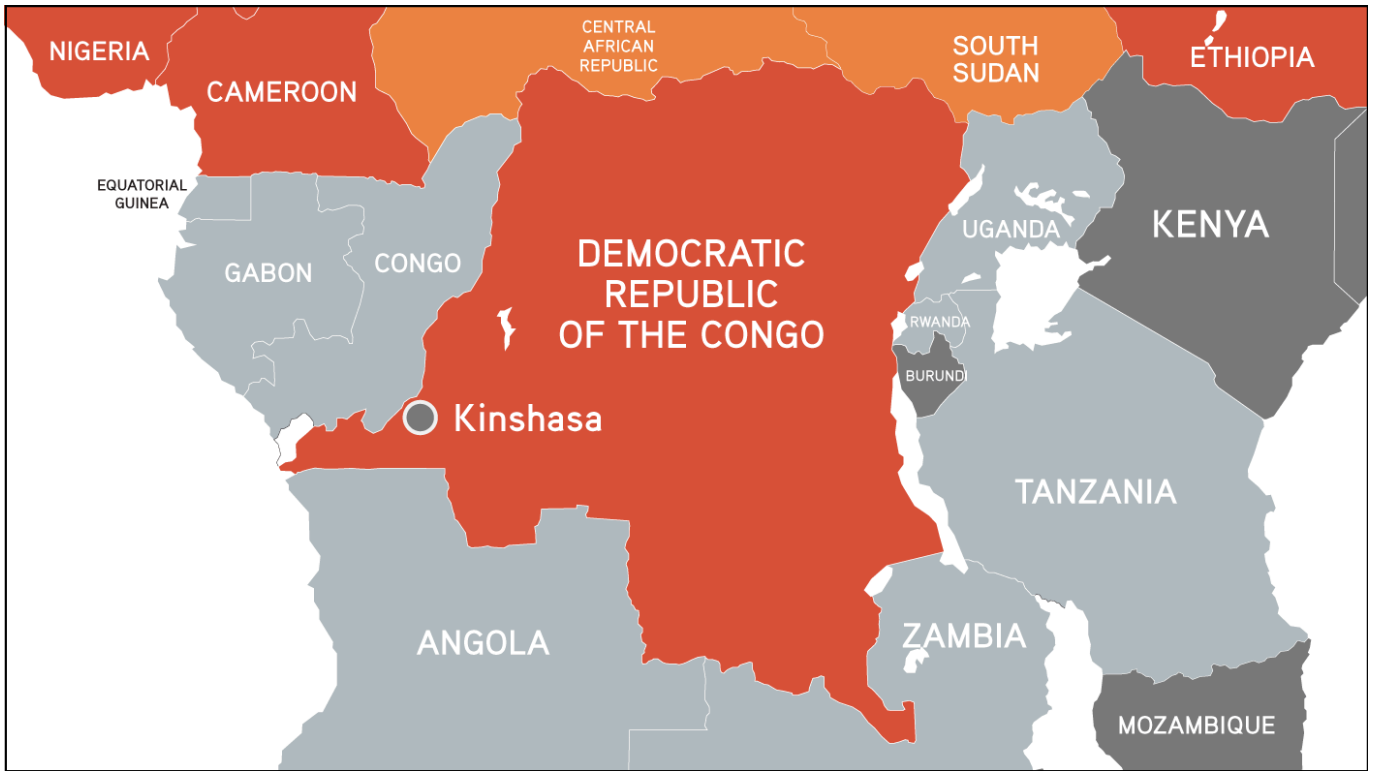 NIGERIA
CAMEROON
CENTRAL
AFRICAN
REPUBLIC
SOUTH
SUDAN
ETHIOPIA
EQUATORIAL
GUINEA
GABON
CONGO
DEMOCRATIC
REPUBLIC
OF THE CONGO
UGANDA
KENYA
RWANDA
BURUNDI
Kinshasa
TANZANIA
ANGOLA
ZAMBIA
MOZAMBIQUE